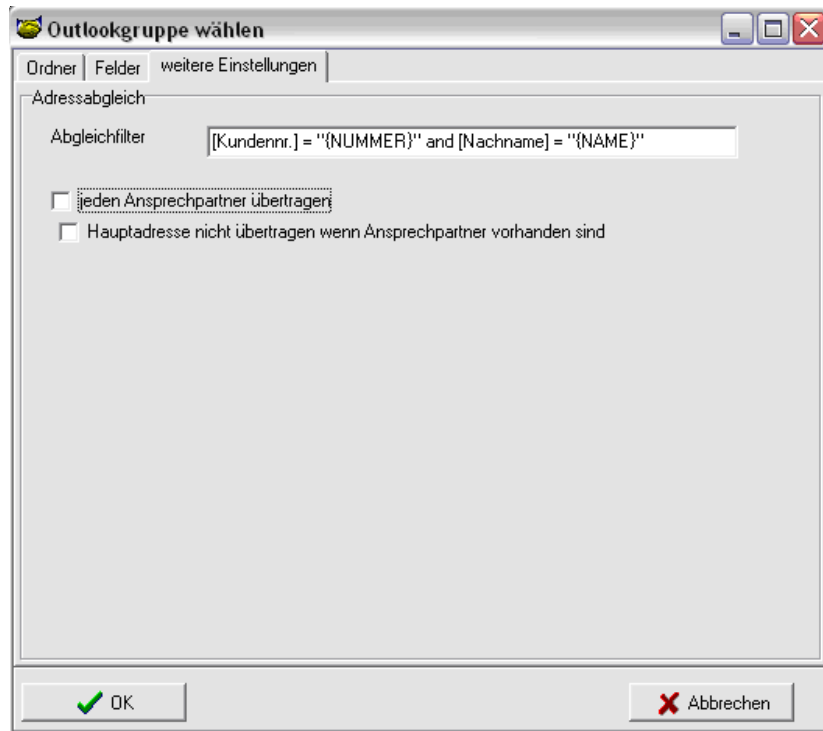 Outlookgruppe wählen
Ordner Felder weitere Einstellungen
Adressabgleich
Abgleichfilter [Kundennr.] = "{NUMMER}" and [Nachname] = "{NAME}"
jeden Ansprechpartner übertragen
Hauptadresse nicht übertragen wenn Ansprechpartner vorhanden sind
OK Abbrechen